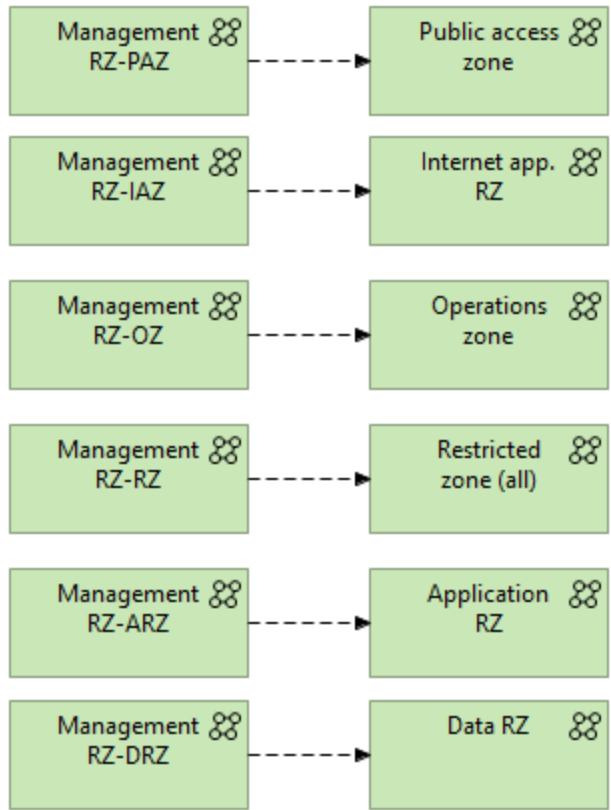 Management
RZ-PAZ
Public access
zone
Management
RZ-IAZ
Internet app.
RZ
Management
RZ-OZ
Operations
zone
Management
RZ-RZ
Restricted
zone (all)
Management
RZ-ARZ
Application
RZ
Management
RZ-DRZ
Data RZ